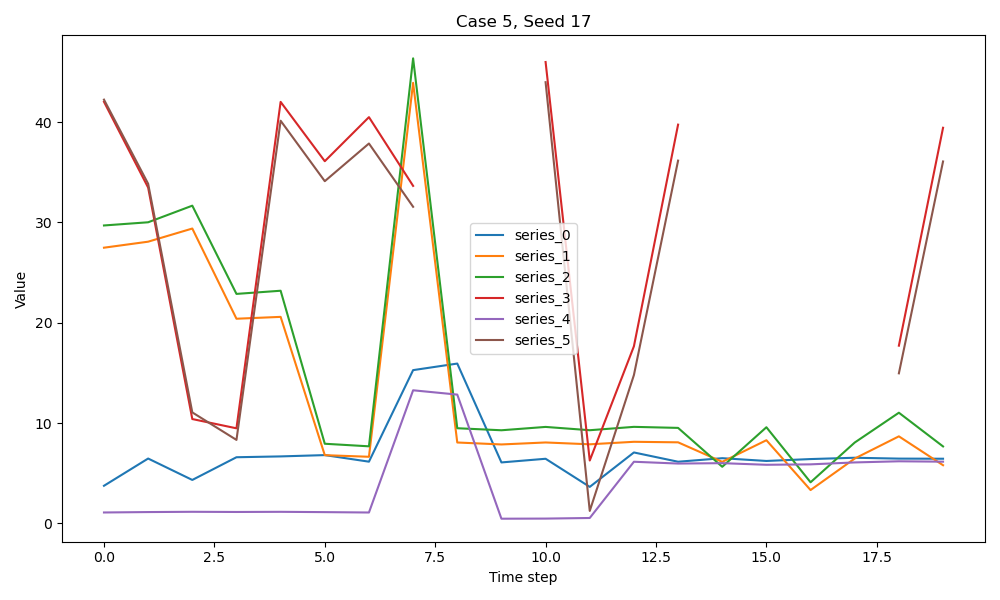 Case 5, Seed 17
Value
40
30
20
10
0
series_0
series_1
series_2
series_3
series_4
series_5
0.0 2.5 5.0 7.5 10.0 12.5 15.0 17.5
Time step